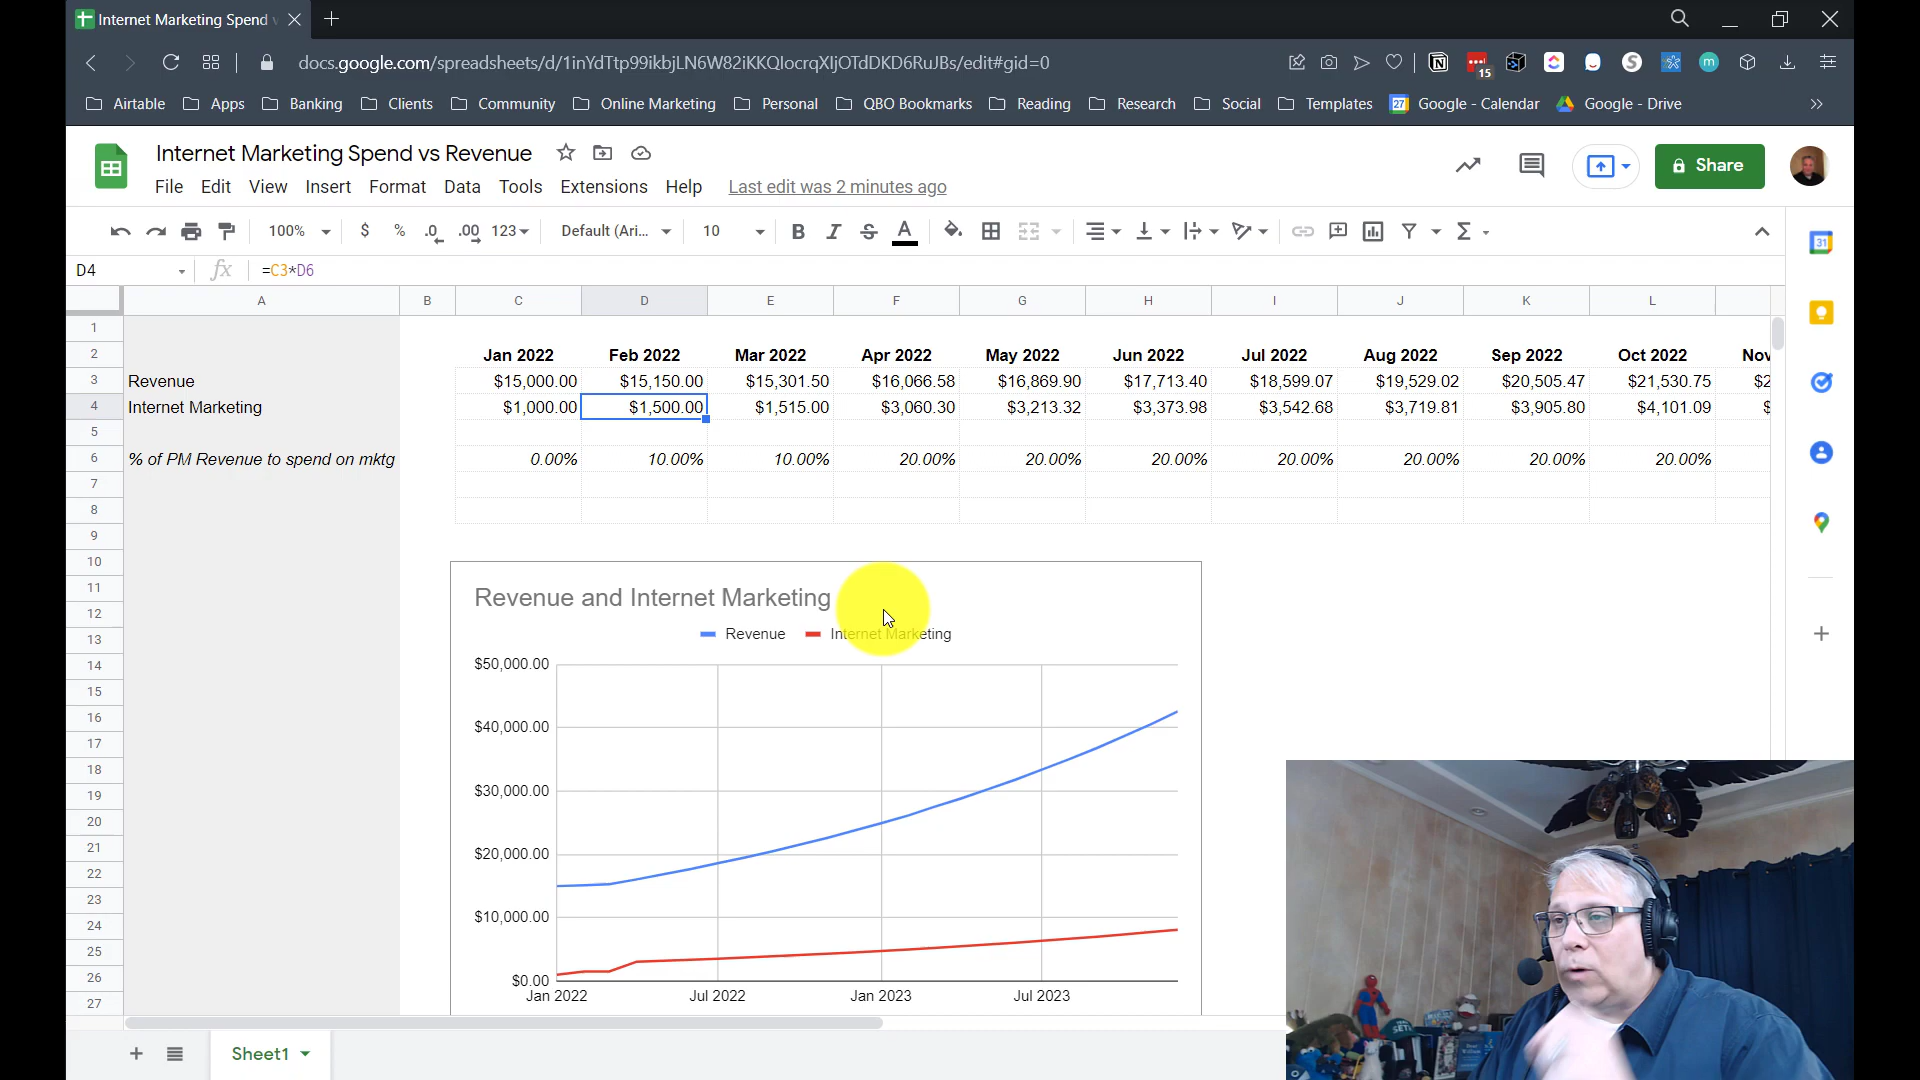 Internet Marketing Spend v
docs.google.com/spreadsheets/d/1inYdTtp99ikbjLN6W82iKKQIocrqXIjOTdDKD6RuJBs/edit#gid=0
15
Airtable Apps Banking Clients Community Online Marketing Personal QBO Bookmarks Reading Research Social Templates 27 Google - Calendar Google - Drive
Internet Marketing Spend vs Revenue
File Edit View Insert Format Data Tools Extensions Help Last edit was 2 minutes ago
Share
100% $ % .0 .00 123 Default (Ari... 10 B I S A Σ
31
D4 fx =C3*D6
A B C D E F G H I J K L
1
2 Jan 2022 Feb 2022 Mar 2022 Apr 2022 May 2022 Jun 2022 Jul 2022 Aug 2022 Sep 2022 Oct 2022 Nov
3 Revenue $15,000.00 $15,150.00 $15,301.50 $16,066.58 $16,869.90 $17,713.40 $18,599.07 $19,529.02 $20,505.47 $21,530.75 $2
4 Internet Marketing $1,000.00 $1,500.00 $1,515.00 $3,060.30 $3,213.32 $3,373.98 $3,542.68 $3,719.81 $3,905.80 $4,101.09 $
5
6 % of PM Revenue to spend on mktg 0.00% 10.00% 10.00% 20.00% 20.00% 20.00% 20.00% 20.00% 20.00% 20.00%
7
8
9
10
11
12
13
14
15
16
17
18
19
20
21
22
23
24
25
26
27
Revenue and Internet Marketing
Revenue Internet Marketing
$50,000.00
$40,000.00
$30,000.00
$20,000.00
$10,000.00
$0.00
Jan 2022 Jul 2022 Jan 2023 Jul 2023
Sheet1